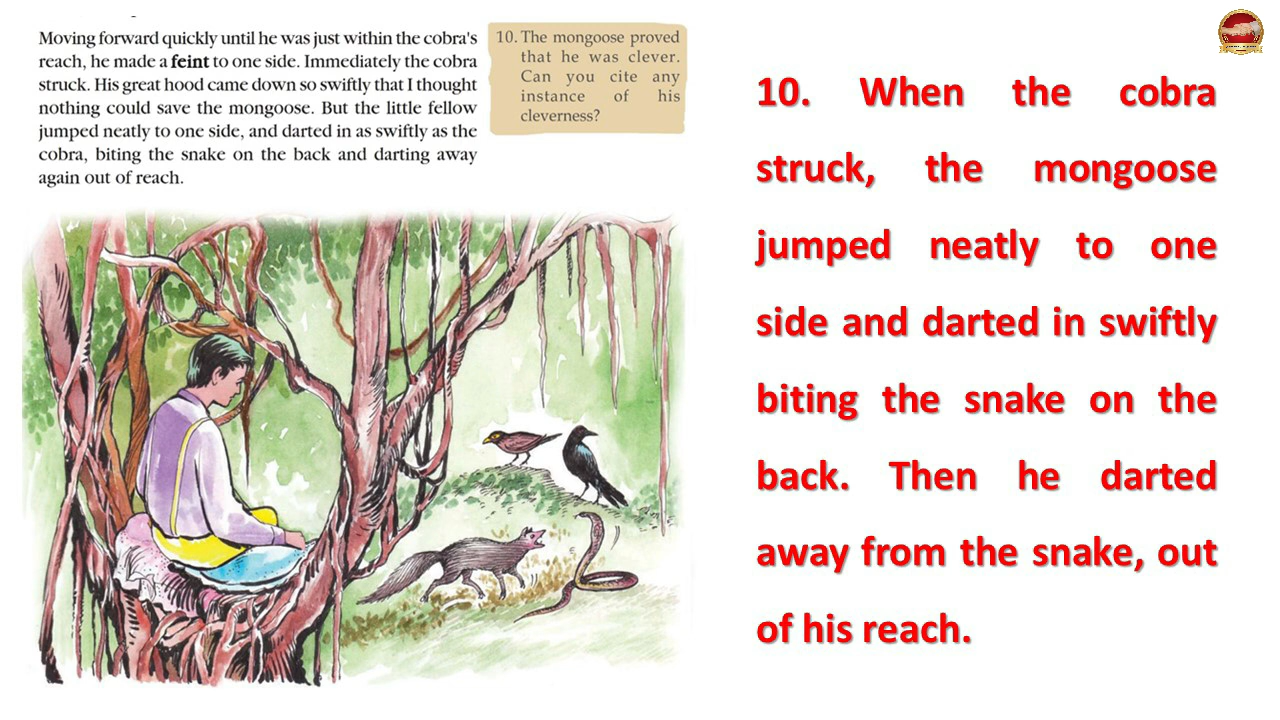 Moving forward quickly until he was just within the cobra's
reach, he made a feint to one side. Immediately the cobra
struck. His great hood came down so swiftly that I thought
nothing could save the mongoose. But the little fellow
jumped neatly to one side, and darted in as swiftly as the
cobra, biting the snake on the back and darting away
again out of reach.
10. The mongoose proved
that he was clever.
Can you cite any
instance of his
cleverness?
10. When the cobra
struck, the mongoose
jumped neatly to one
side and darted in swiftly
biting the snake on the
back. Then he darted
away from the snake, out
of his reach.